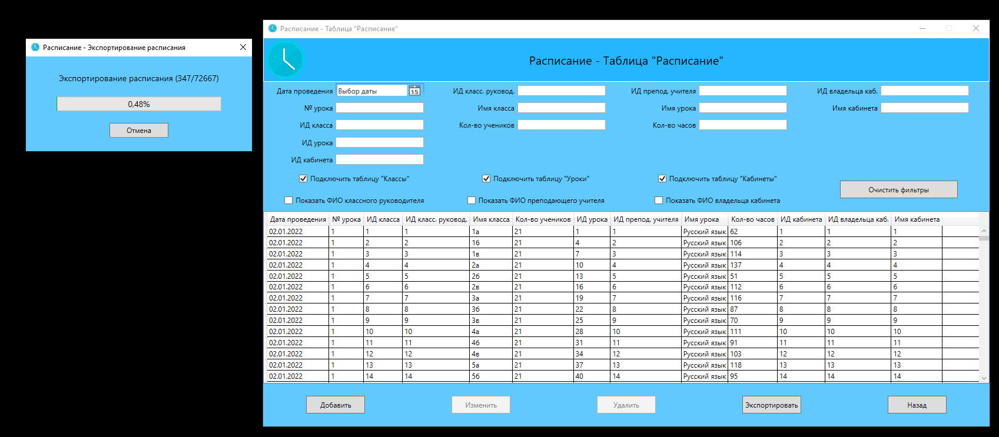 Расписание - Экспортирование расписания
Экспортирование расписания (347/72667)
0,48%
Отмена
Расписание - Таблица "Расписание"
Расписание - Таблица "Расписание"
Дата проведения Выбор даты 15 ИД класс. руковод. ИД препод. учителя ИД владельца каб.
№ урока Имя класса Имя урока Имя кабинета
ИД класса Кол-во учеников Кол-во часов
ИД урока
ИД кабинета
Подключить таблицу "Классы" Подключить таблицу "Уроки" Подключить таблицу "Кабинеты"
Очистить фильтры
Показать ФИО классного руководителя Показать ФИО преподающего учителя Показать ФИО владельца кабинета
Дата проведения № урока ИД класса ИД класс. руковод. Имя класса Кол-во учеников ИД урока ИД препод. учителя Имя урока Кол-во часов ИД кабинета ИД владельца каб. Имя кабинета
02.01.2022 1 1 1 1а 21 1 1 Русский язык 62 1 1 1
02.01.2022 1 2 2 1б 21 4 2 Русский язык 106 2 2 2
02.01.2022 1 3 3 1в 21 7 3 Русский язык 114 3 3 3
02.01.2022 1 4 4 2а 21 10 4 Русский язык 137 4 4 4
02.01.2022 1 5 5 2б 21 13 5 Русский язык 51 5 5 5
02.01.2022 1 6 6 2в 21 16 6 Русский язык 112 6 6 6
02.01.2022 1 7 7 3а 21 19 7 Русский язык 116 7 7 7
02.01.2022 1 8 8 3б 21 22 8 Русский язык 87 8 8 8
02.01.2022 1 9 9 3в 21 25 9 Русский язык 70 9 9 9
02.01.2022 1 10 10 4а 21 28 10 Русский язык 111 10 10 10
02.01.2022 1 11 11 4б 21 31 11 Русский язык 91 11 11 11
02.01.2022 1 12 12 4в 21 34 12 Русский язык 103 12 12 12
02.01.2022 1 13 13 5а 21 37 13 Русский язык 118 13 13 13
02.01.2022 1 14 14 5б 21 40 14 Русский язык 95 14 14 14
Добавить Изменить Удалить Экспортировать Назад